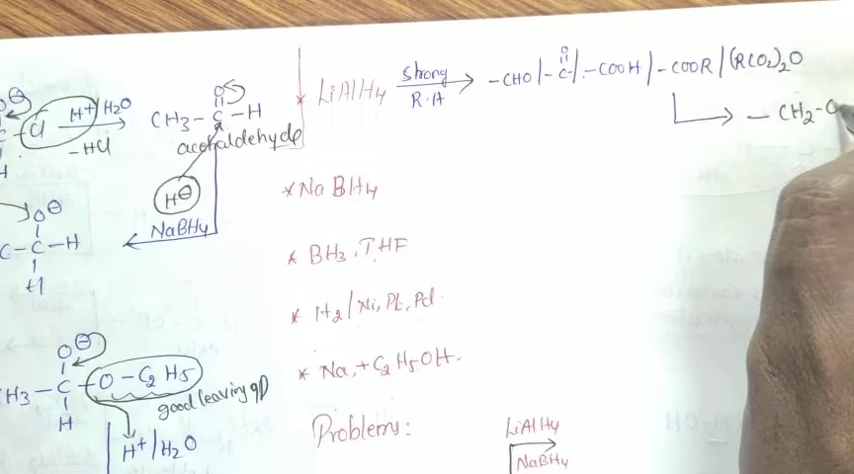 O⊖
C-Cl H+/H2O -HCl
H
CH3-C-H
O
acetaldehyde
H⊖
NaBH4
O⊖
C-C-H
H
O⊖
H3-C-O-C2H5
good leaving gp
H
H+/H2O
* LiAlH4 strong R.A -CHO/-C-/-COOH/-COOR/(RCO2)2O
O
-CH2-O
* NaBH4
* BH3, THF
* H2/Ni, Pt, Pd.
* Na,+C2H5OH.
Problems:
LiAlH4
NaBH4